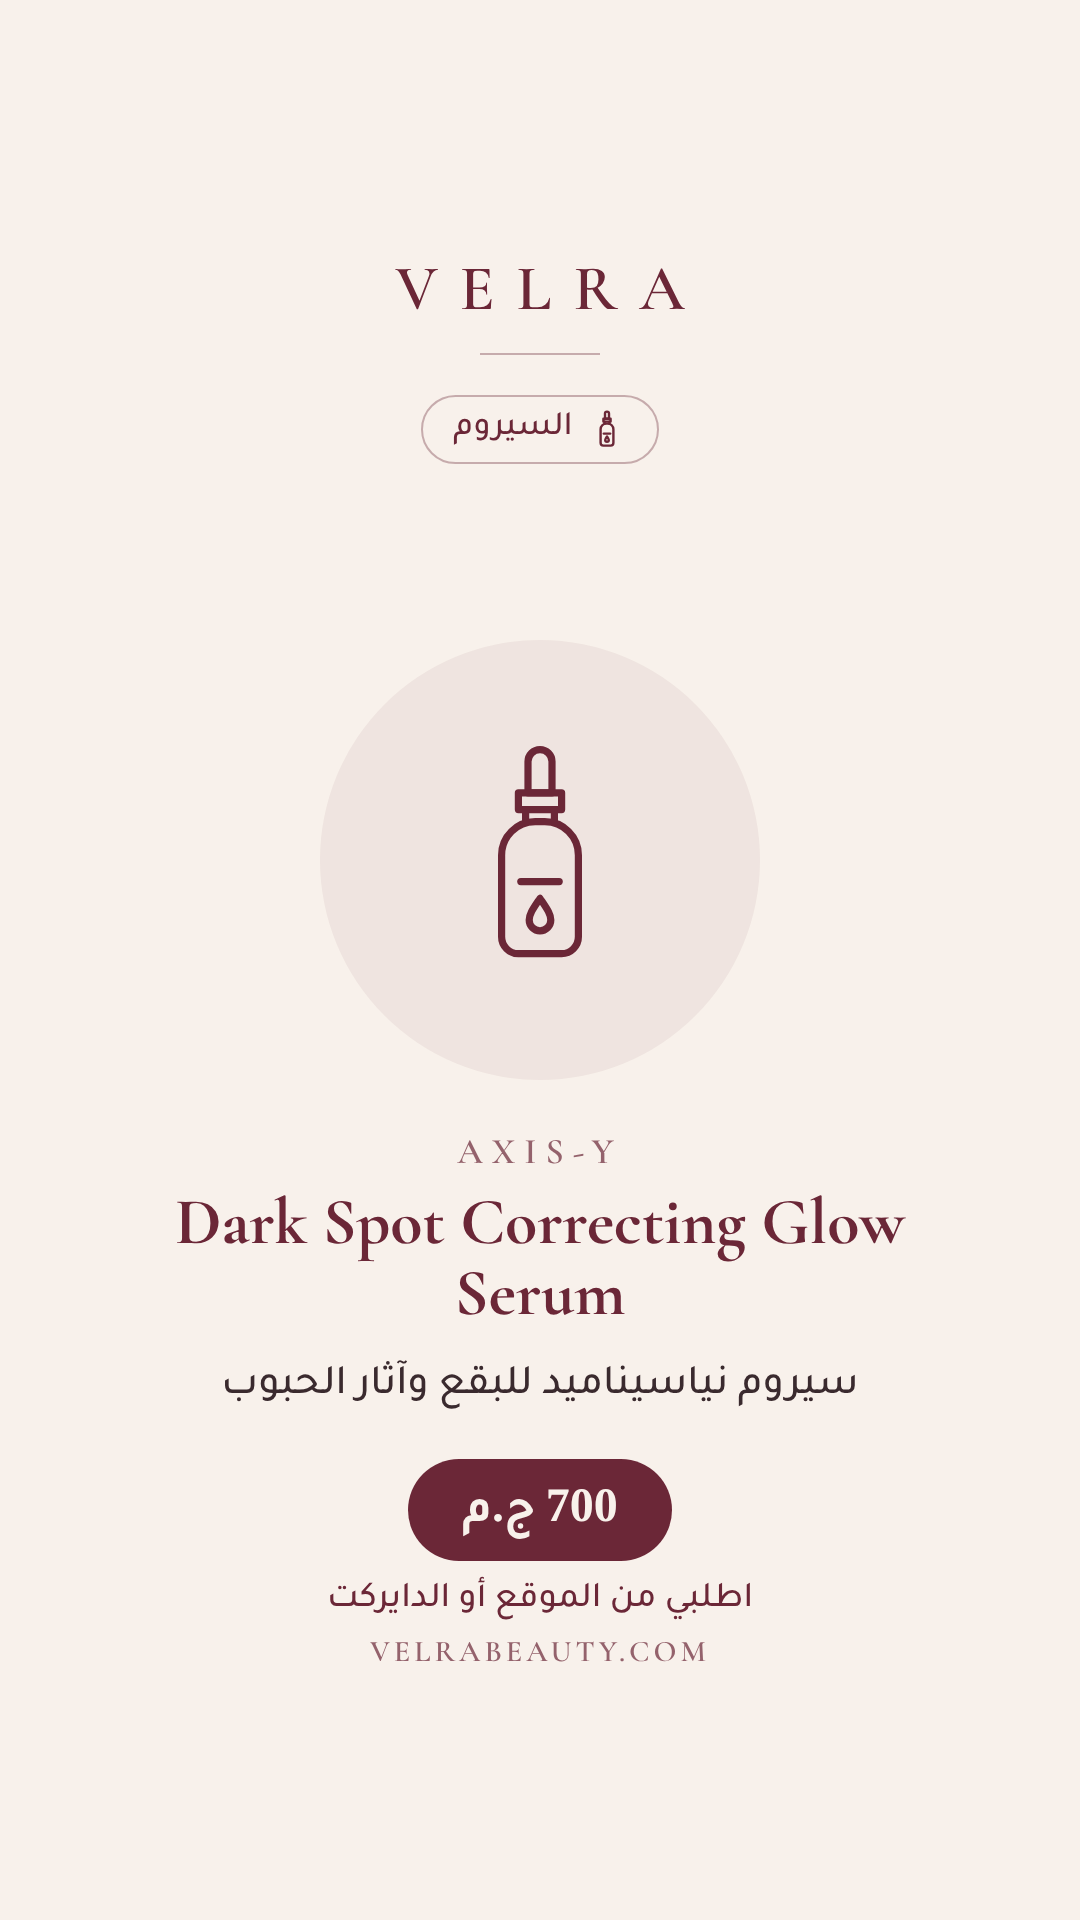 VELRA
السيروم
AXIS-Y
Dark Spot Correcting Glow
Serum
سيروم نياسيناميد للبقع وآثار الحبوب
700 ج.م
اطلبي من الموقع أو الدايركت
VELRABEAUTY.COM